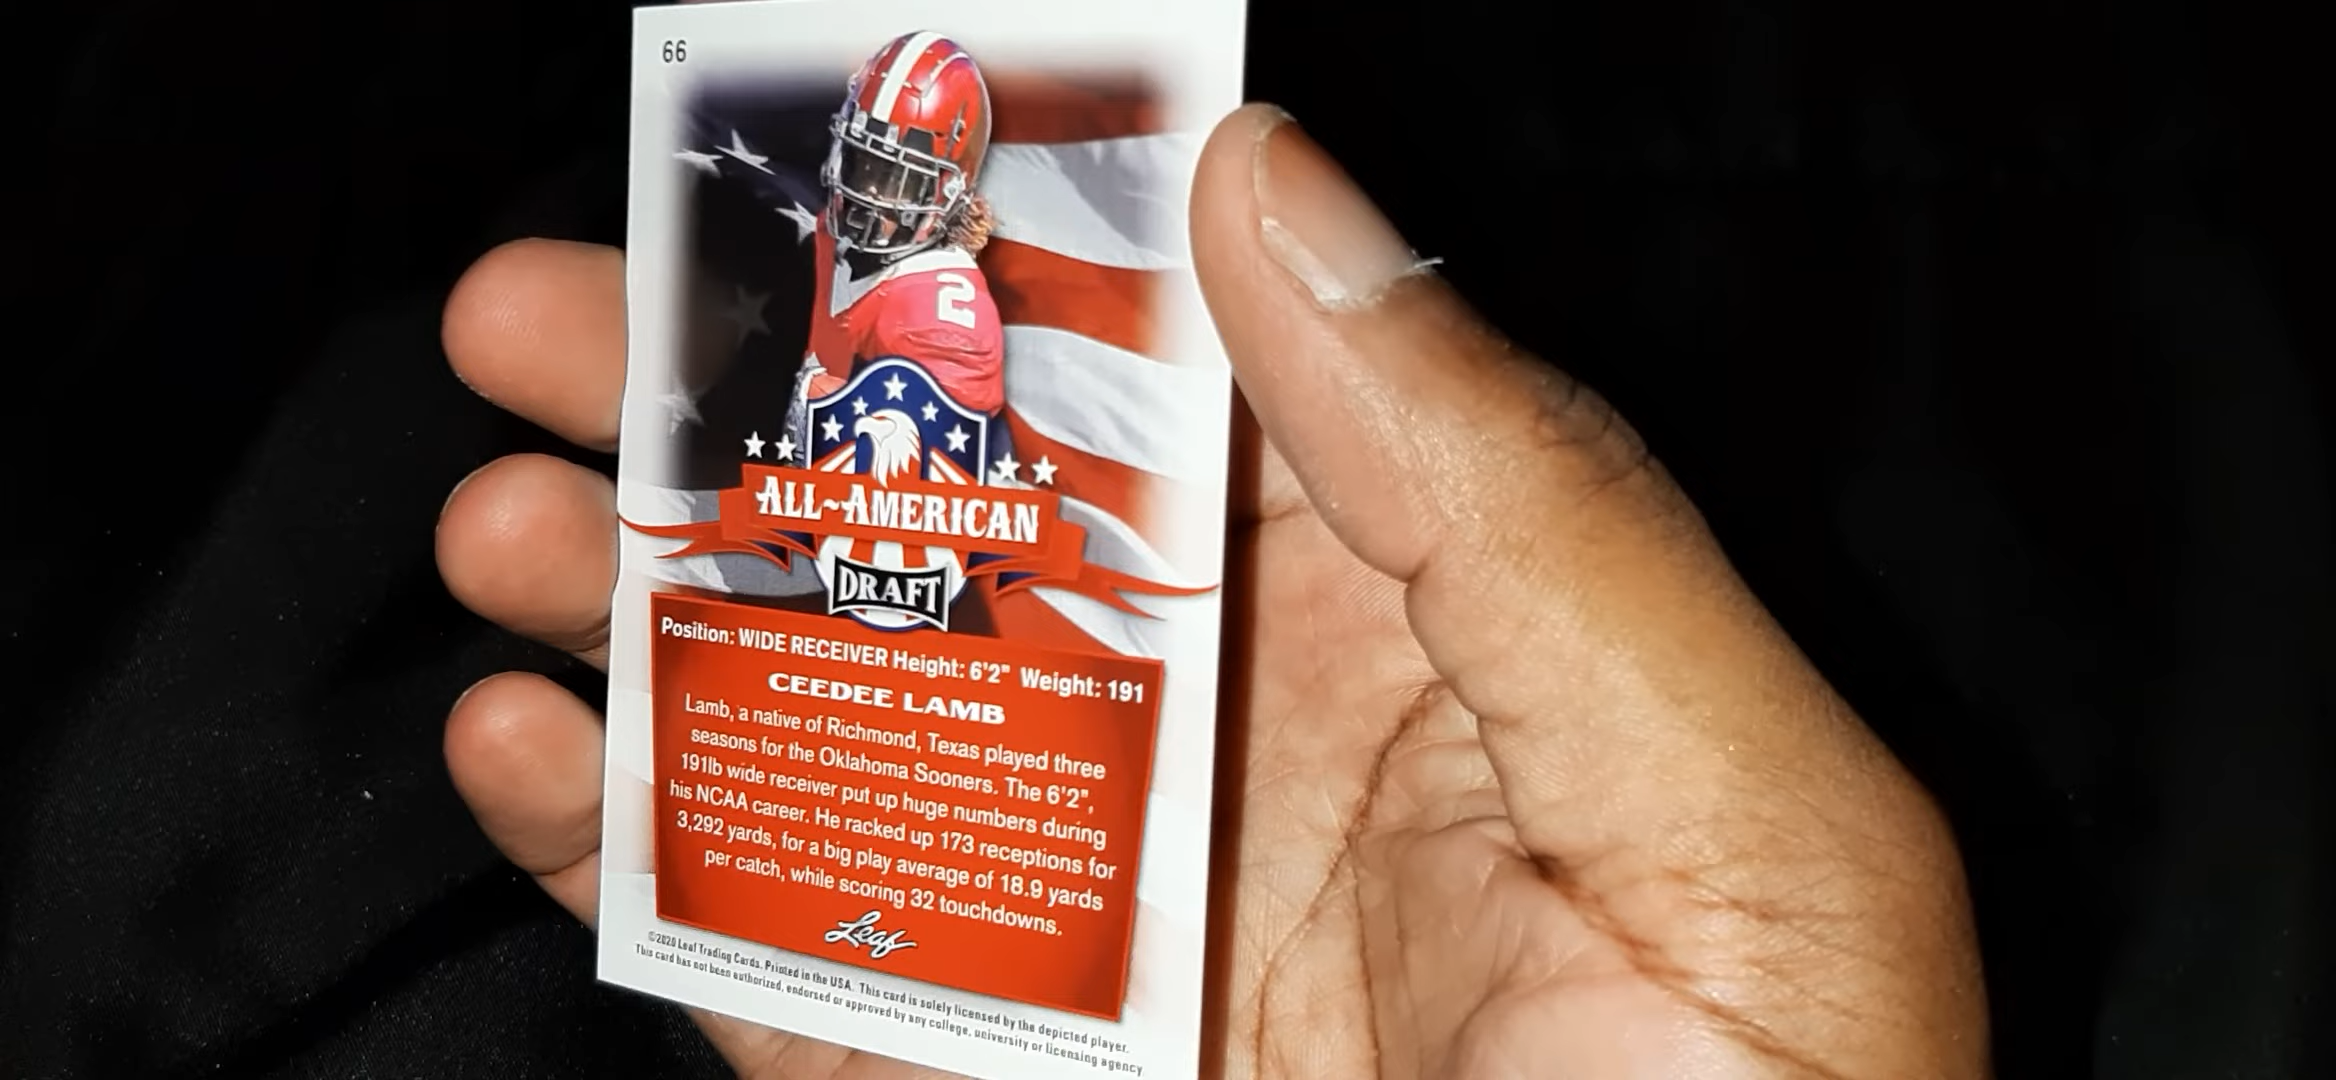 66
2
ALL~AMERICAN
DRAFT
Position: WIDE RECEIVER Height: 6'2" Weight: 191
CEEDEE LAMB
Lamb, a native of Richmond, Texas played three
seasons for the Oklahoma Sooners. The 6'2",
191lb wide receiver put up huge numbers during
his NCAA career. He racked up 173 receptions for
3,292 yards, for a big play average of 18.9 yards
per catch, while scoring 32 touchdowns.
Leaf
©2020 Leaf Trading Cards. Printed in the USA. This card is solely licensed by the depicted player.
This card has not been authorized, endorsed or approved by any college, university or licensing agency